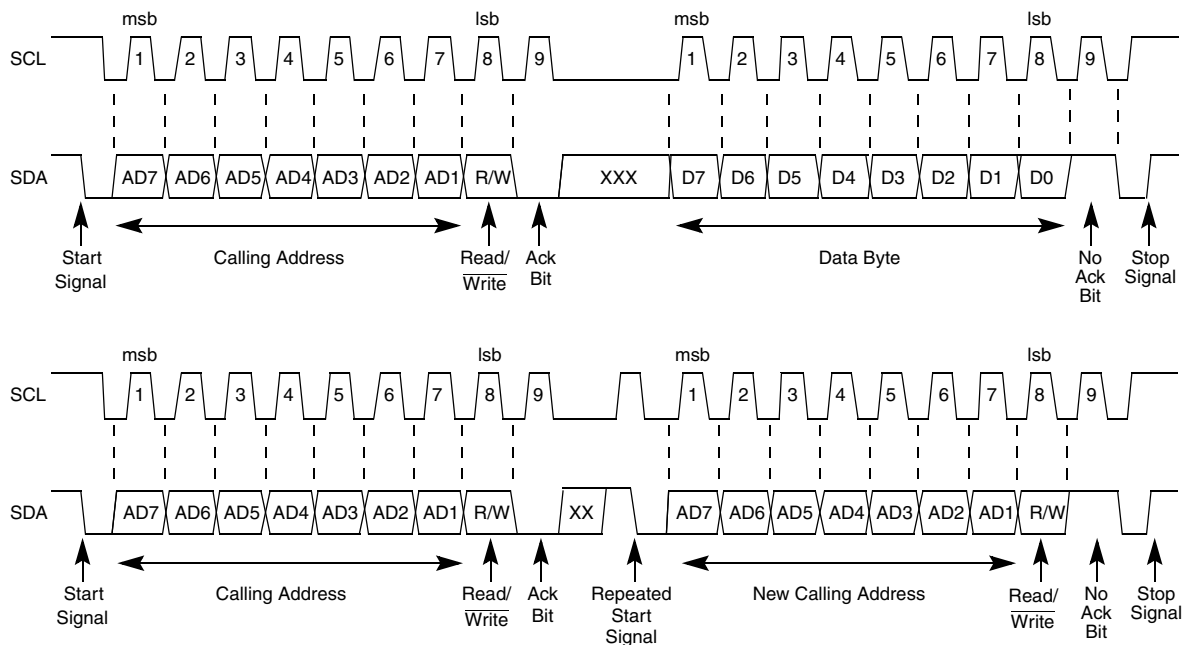 msb lsb msb lsb
SCL 1 2 3 4 5 6 7 8 9 1 2 3 4 5 6 7 8 9
SDA AD7 AD6 AD5 AD4 AD3 AD2 AD1 R/W XXX D7 D6 D5 D4 D3 D2 D1 D0
Start Signal
Calling Address
Read/ Write
Ack Bit
Data Byte
No Ack Bit
Stop Signal
msb lsb msb lsb
SCL 1 2 3 4 5 6 7 8 9 1 2 3 4 5 6 7 8 9
SDA AD7 AD6 AD5 AD4 AD3 AD2 AD1 R/W XX AD7 AD6 AD5 AD4 AD3 AD2 AD1 R/W
Start Signal
Calling Address
Read/ Write
Ack Bit
Repeated Start Signal
New Calling Address
Read/ Write
No Ack Bit
Stop Signal